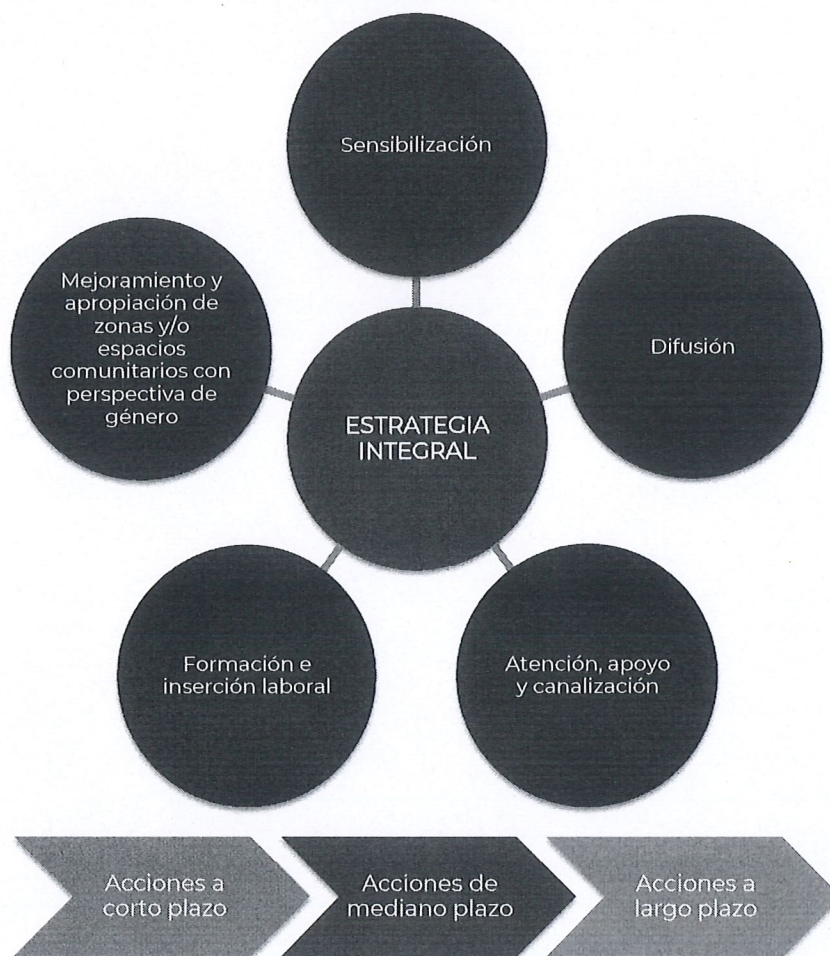 Sensibilización
Mejoramiento y
apropiación de
zonas y/o
espacios
comunitarios con
perspectiva de
género
Difusión
ESTRATEGIA
INTEGRAL
Formación e
inserción laboral
Atención, apoyo
y canalización
Acciones a
corto plazo
Acciones de
mediano plazo
Acciones a
largo plazo